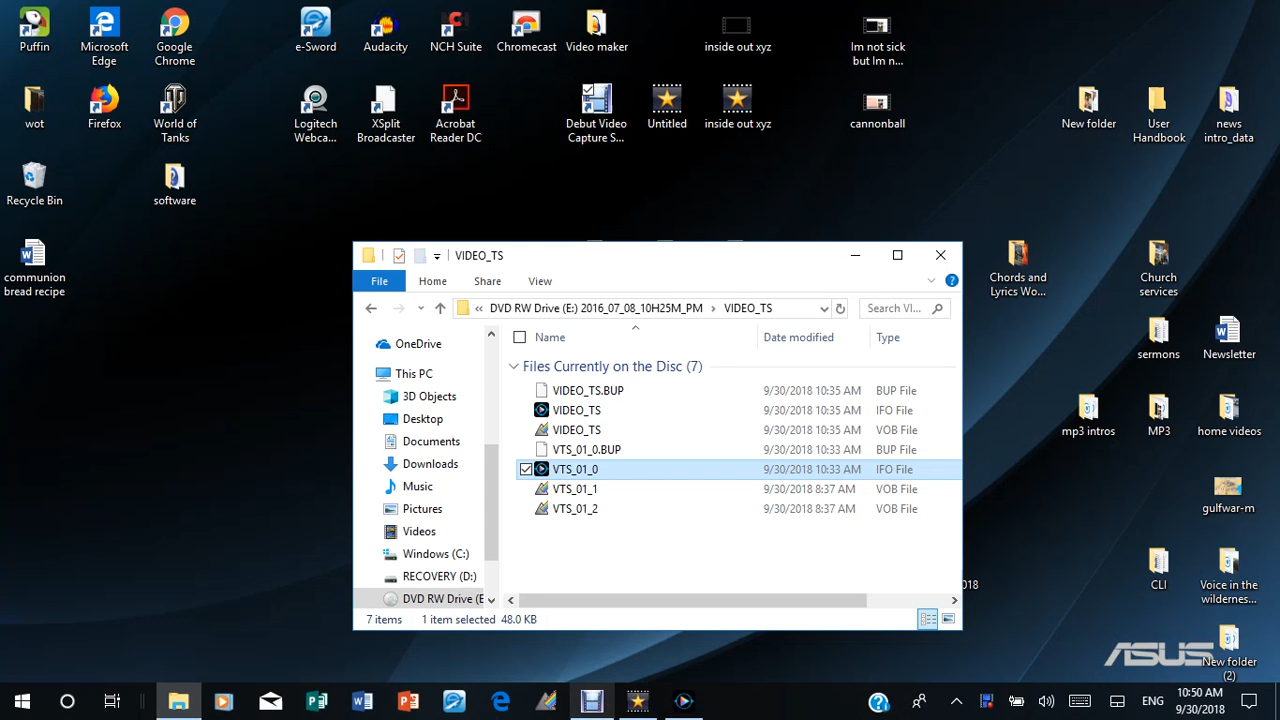 Puffin
Microsoft
Edge
Google
Chrome
e-Sword
Audacity
NCH Suite
Chromecast
Video maker
inside out xyz
Im not sick
but Im n...
wot
Firefox
World of
Tanks
Logitech
Webca...
XSplit
Broadcaster
Acrobat
Reader DC
Debut Video
Capture S...
Untitled
inside out xyz
cannonball
New folder
User
Handbook
news
intro_data
Recycle Bin
software
communion
bread recipe
VIDEO_TS
File
Home
Share
View
« DVD RW Drive (E:) 2016_07_08_10H25M_PM > VIDEO_TS
Search VI...
OneDrive
This PC
3D Objects
Desktop
Documents
Downloads
Music
Pictures
Videos
Windows (C:)
RECOVERY (D:)
DVD RW Drive (E
Name Date modified Type
Files Currently on the Disc (7)
VIDEO_TS.BUP 9/30/2018 10:35 AM BUP File
VIDEO_TS 9/30/2018 10:35 AM IFO File
VIDEO_TS 9/30/2018 10:35 AM VOB File
VTS_01_0.BUP 9/30/2018 10:33 AM BUP File
VTS_01_0 9/30/2018 10:33 AM IFO File
VTS_01_1 9/30/2018 8:37 AM VOB File
VTS_01_2 9/30/2018 8:37 AM VOB File
7 items 1 item selected 48.0 KB
Chords and
Lyrics Wo...
Church
services
sermons
Newsletter
mp3 intros
MP3
home videos
gulfwar-m
018
CLI
Voice in the
wildernes...
ASUS
New folder
(2)
ENG
10:50 AM
9/30/2018